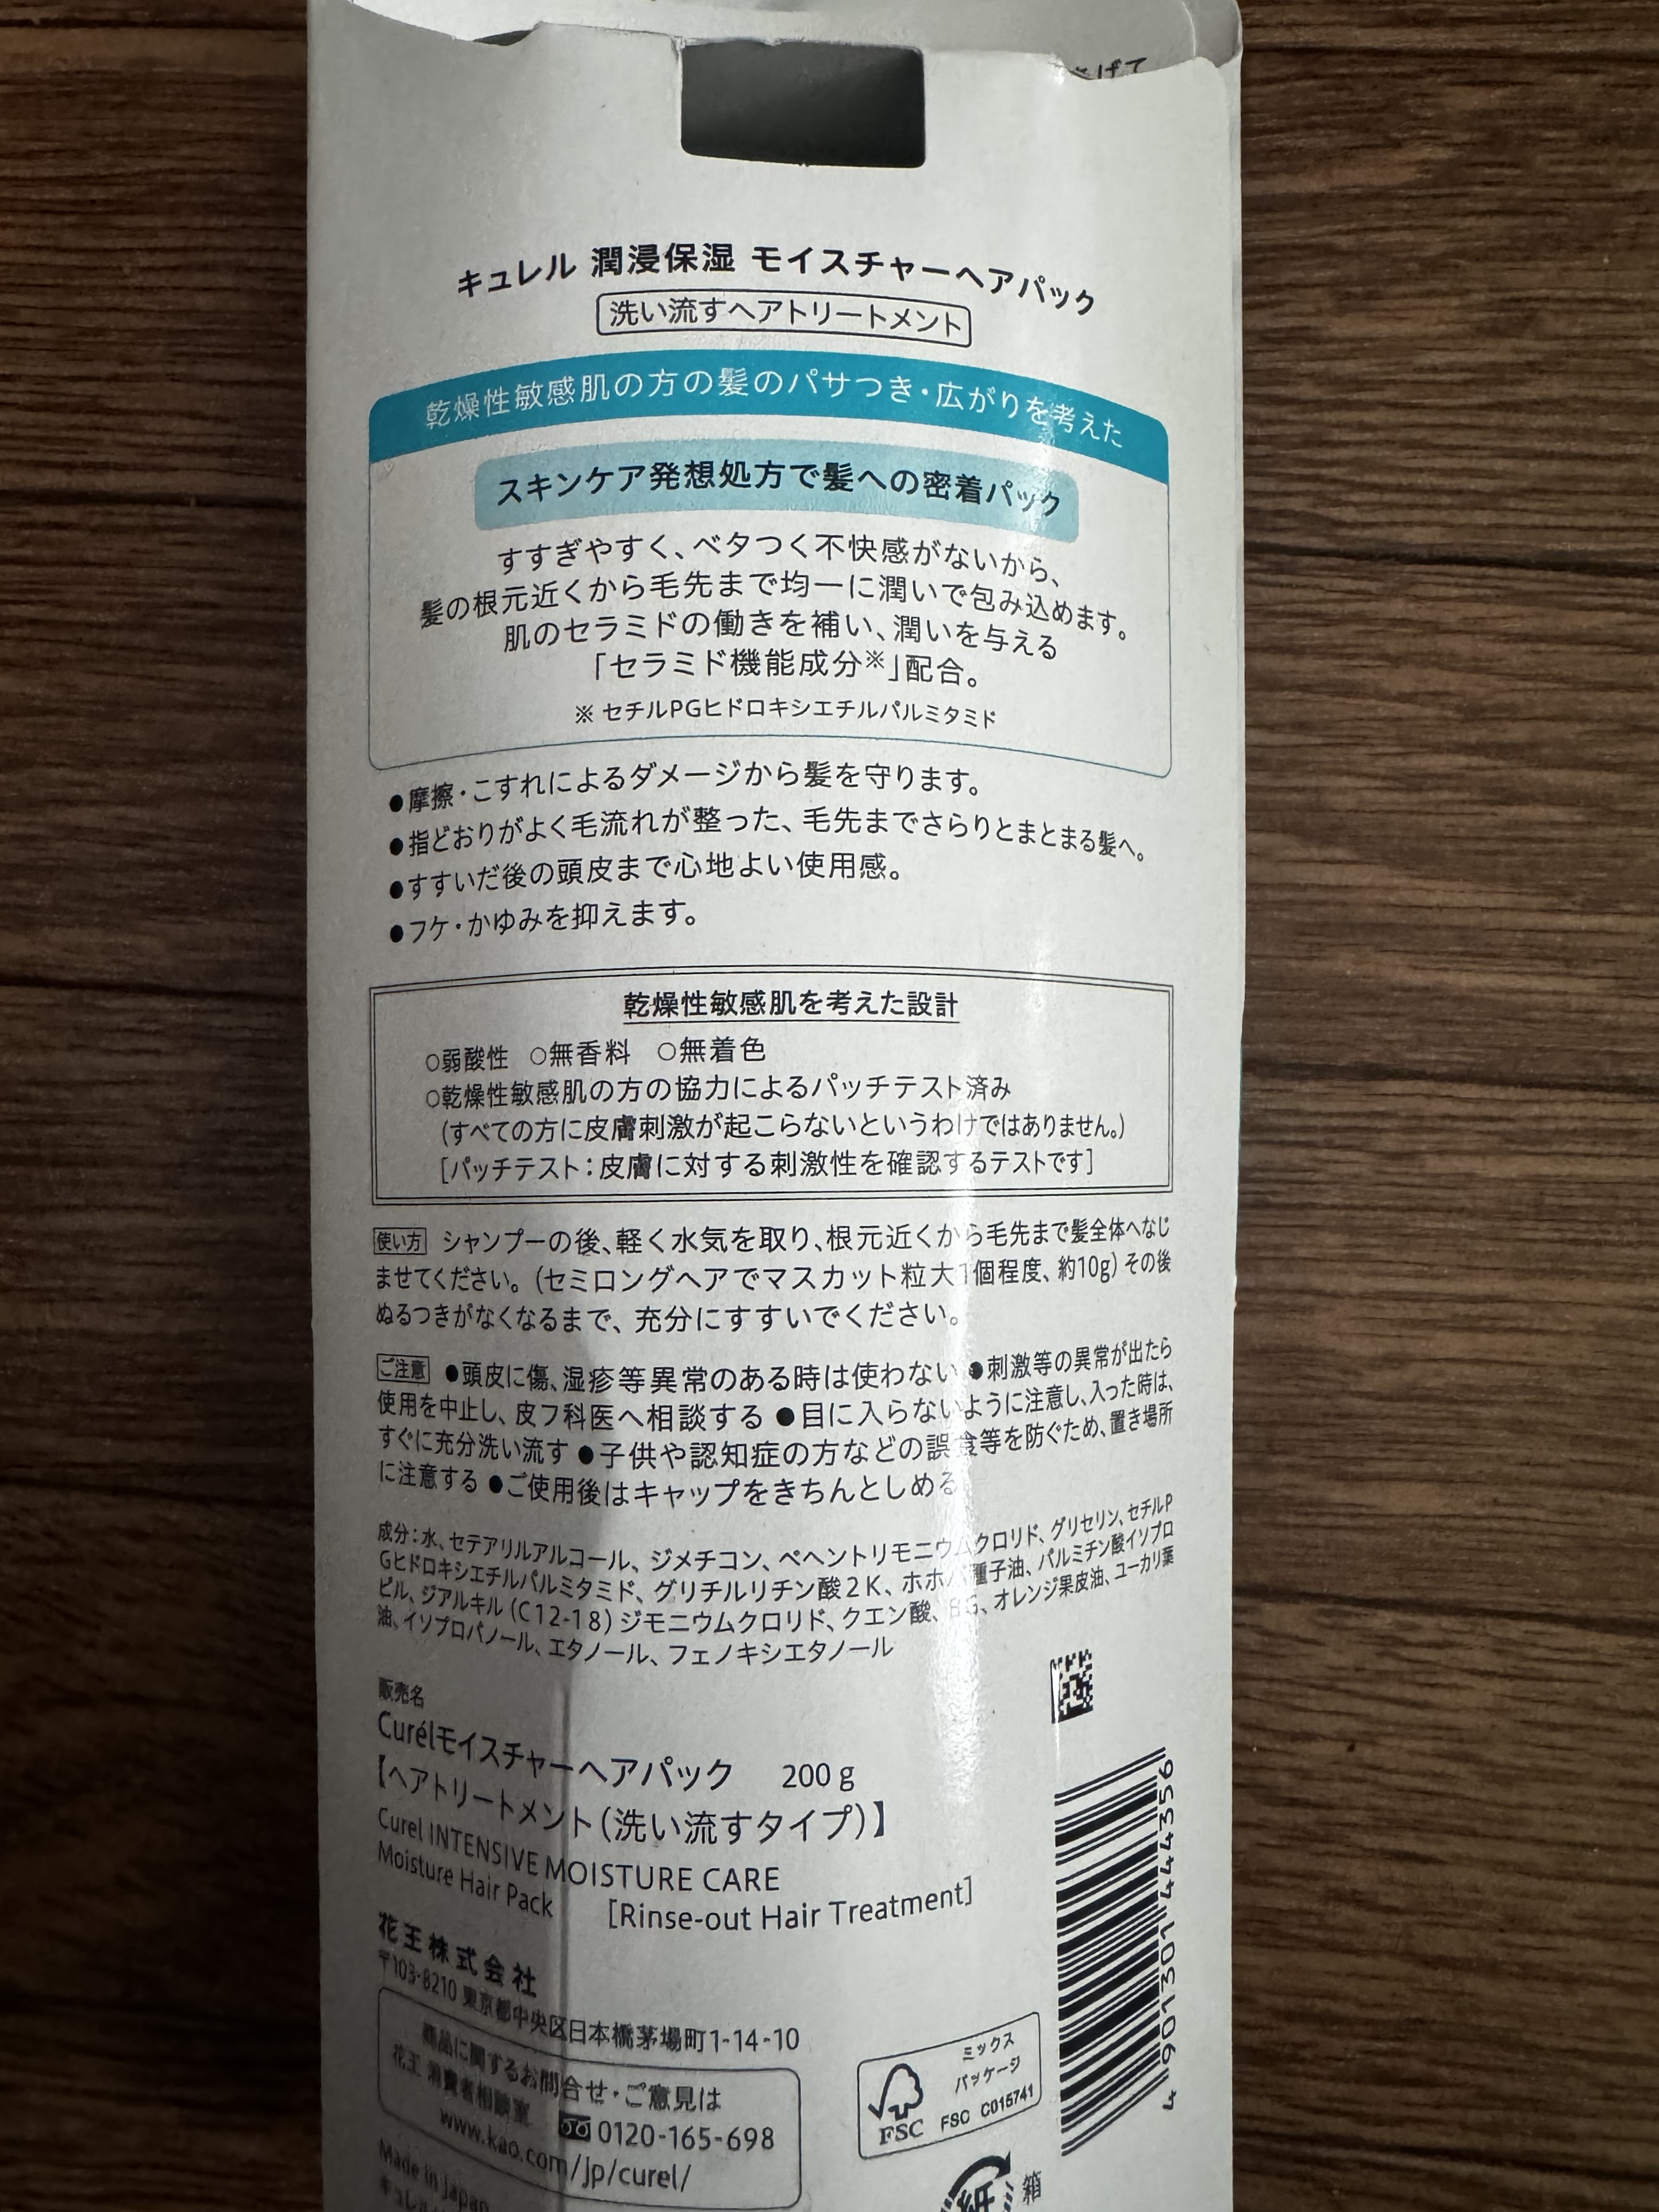 げて
キュレル 潤浸保湿 モイスチャーヘアパック
洗い流すヘアトリートメント
乾燥性敏感肌の方の髪のパサつき・広がりを考えた
スキンケア発想処方で髪への密着パック
すすぎやすく、ベタつく不快感がないから、
髪の根元近くから毛先まで均一に潤いで包み込めます。
肌のセラミドの働きを補い、潤いを与える
「セラミド機能成分※」配合。
※ セチルPGヒドロキシエチルパルミタミド
●摩擦・こすれによるダメージから髪を守ります。
●指どおりがよく毛流れが整った、毛先までさらりとまとまる髪へ。
●すすいだ後の頭皮まで心地よい使用感。
●フケ・かゆみを抑えます。
乾燥性敏感肌を考えた設計
○弱酸性 ○無香料 ○無着色
○乾燥性敏感肌の方の協力によるパッチテスト済み
(すべての方に皮膚刺激が起こらないというわけではありません。)
[パッチテスト：皮膚に対する刺激性を確認するテストです]
使い方 シャンプーの後、軽く水気を取り、根元近くから毛先まで髪全体へなじ
ませてください。(セミロングヘアでマスカット粒大1個程度、約10g) その後
ぬるつきがなくなるまで、充分にすすいでください。
ご注意 ●頭皮に傷、湿疹等異常のある時は使わない ●刺激等の異常が出たら
使用を中止し、皮フ科医へ相談する ●目に入らないように注意し、入った時は、
すぐに充分洗い流す ●子供や認知症の方などの誤食等を防ぐため、置き場所
に注意する ●ご使用後はキャップをきちんとしめる
成分：水、セテアリルアルコール、ジメチコン、ベヘントリモニウムクロリド、グリセリン、セチルP
Gヒドロキシエチルパルミタミド、グリチルリチン酸2K、ホホバ種子油、パルミチン酸イソプロ
ピル、ジアルキル(C12-18)ジモニウムクロリド、クエン酸、BG、オレンジ果皮油、ユーカリ葉
油、イソプロパノール、エタノール、フェノキシエタノール
販売名
Curélモイスチャーヘアパック 200 g
【ヘアトリートメント(洗い流すタイプ)】
Curel INTENSIVE MOISTURE CARE
Moisture Hair Pack [Rinse-out Hair Treatment]
花王株式会社
〒103-8210 東京都中央区日本橋茅場町1-14-10
商品に関するお問合せ・ご意見は
花王 消費者相談室 0120-165-698
www.kao.com/jp/curel/
Made in Japan
キュレル
4 901301 444356
ミックス
パッケージ
FSC FSC C015741
紙 箱